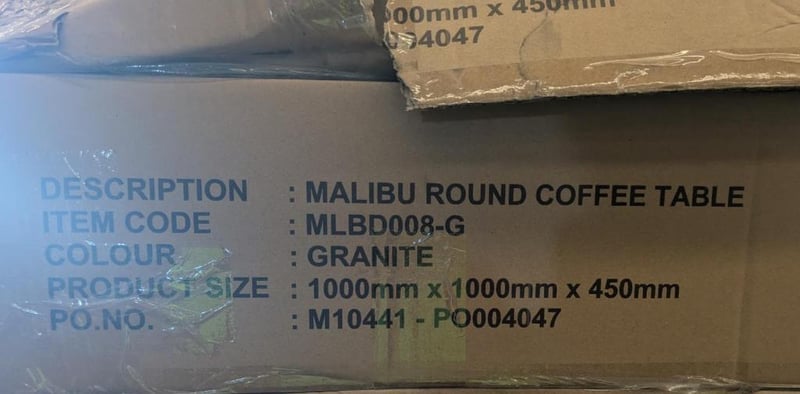 00mm x 450mm
004047
DESCRIPTION : MALIBU ROUND COFFEE TABLE
ITEM CODE : MLBD008-G
COLOUR : GRANITE
PRODUCT SIZE : 1000mm x 1000mm x 450mm
PO.NO. : M10441 - PO004047